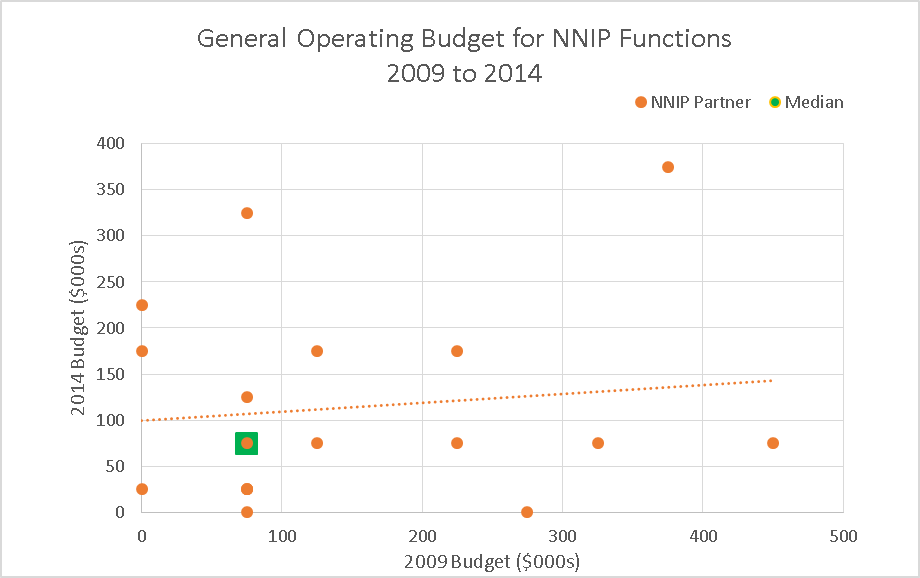 General Operating Budget for NNIP Functions
2009 to 2014
NNIP Partner Median
400
350
300
250
200
150
100
50
0
2014 Budget ($000s)
0 100 200 300 400 500
2009 Budget ($000s)